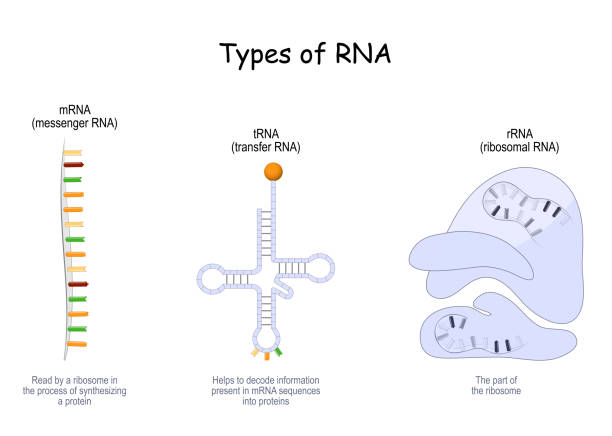 Types of RNA
mRNA
(messenger RNA)
tRNA
(transfer RNA)
rRNA
(ribosomal RNA)
Read by a ribosome in
the process of synthesizing
a protein
Helps to decode information
present in mRNA sequences
into proteins
The part of
the ribosome